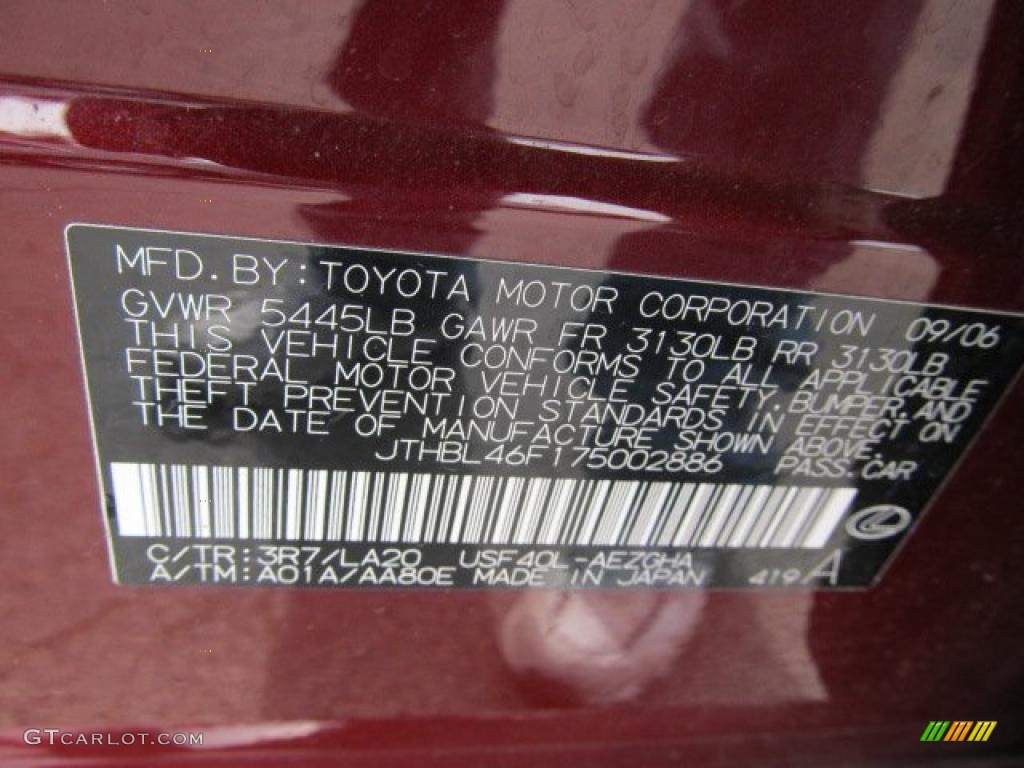 MFD. BY: TOYOTA MOTOR CORPORATION 09/06
GVWR 5445LB GAWR FR 3130LB RR 3130LB
THIS VEHICLE CONFORMS TO ALL APPLICABLE
FEDERAL MOTOR VEHICLE SAFETY, BUMPER, AND
THEFT PREVENTION STANDARDS IN EFFECT ON
THE DATE OF MANUFACTURE SHOWN ABOVE.
JTHBL46F175002886 PASS. CAR
C/TR: 3R7/LA20 USF40L-AEZGHA
A/TM: A01A/AA80E MADE IN JAPAN 419 A
GTCARLOT.COM